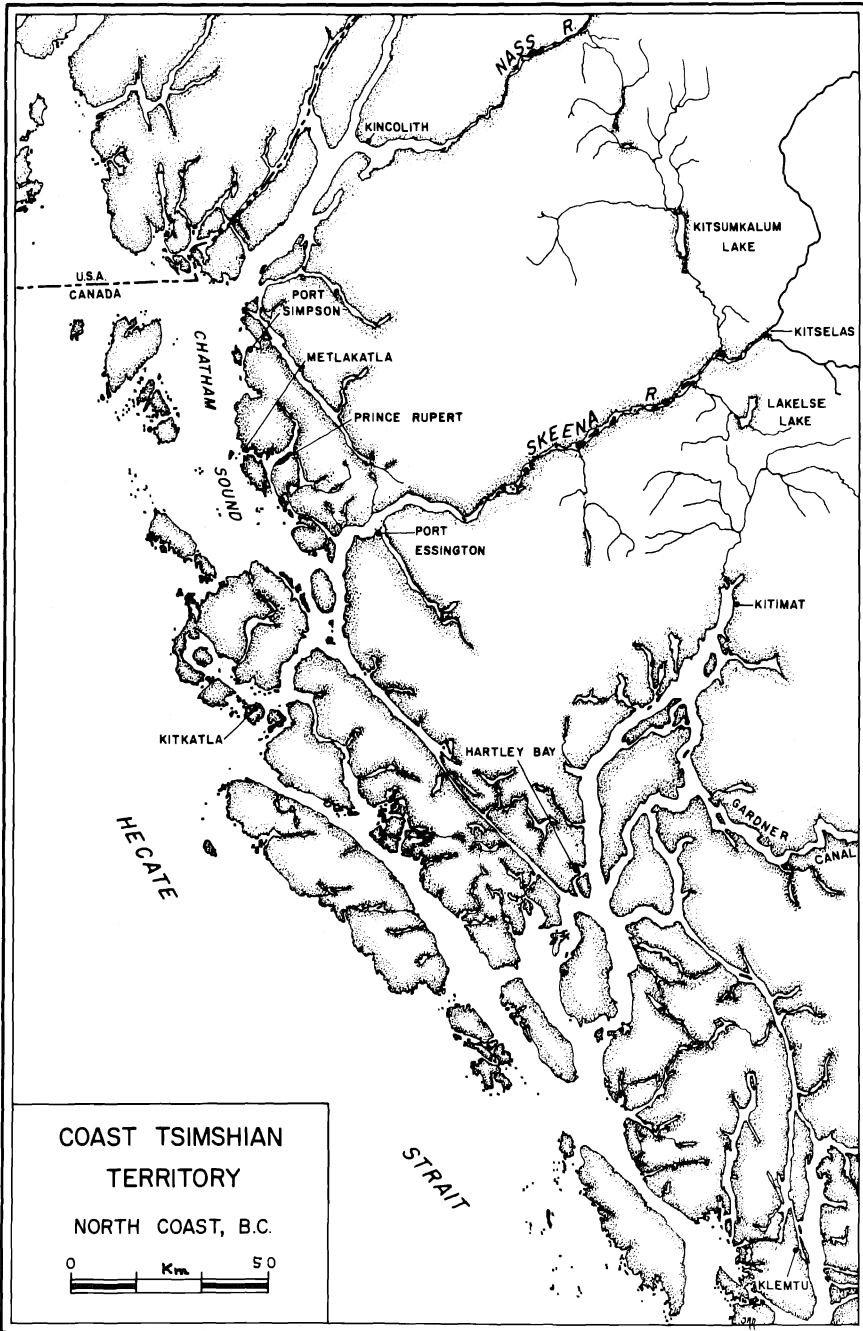 NASS R.
KINCOLITH
KITSUMKALUM
LAKE
U.S.A.
CANADA
PORT
SIMPSON
CHATHAM
SOUND
METLAKATLA
KITSELAS
PRINCE RUPERT
LAKELSE
LAKE
SKEENA R.
PORT
ESSINGTON
KITIMAT
KITKATLA
HARTLEY BAY
GARDNER
CANAL
HECATE
STRAIT
COAST TSIMSHIAN
TERRITORY
NORTH COAST, B.C.
0 Km 50
KLEMTU